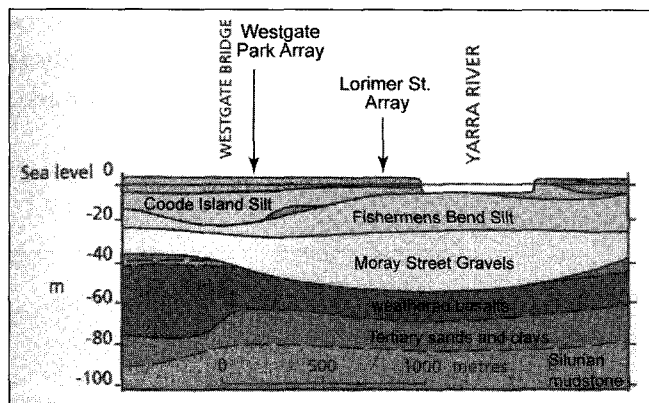 Westgate
Park Array
WESTGATE BRIDGE
Lorimer St.
Array
YARRA RIVER
Sea level 0
Coode Island Silt
-20
Fishermens Bend Silt
-40
Moray Street Gravels
m
-60
weathered basalts
Tertiary sands and clays
-80
0 500 1000 metres
Silurian
mudstone
-100